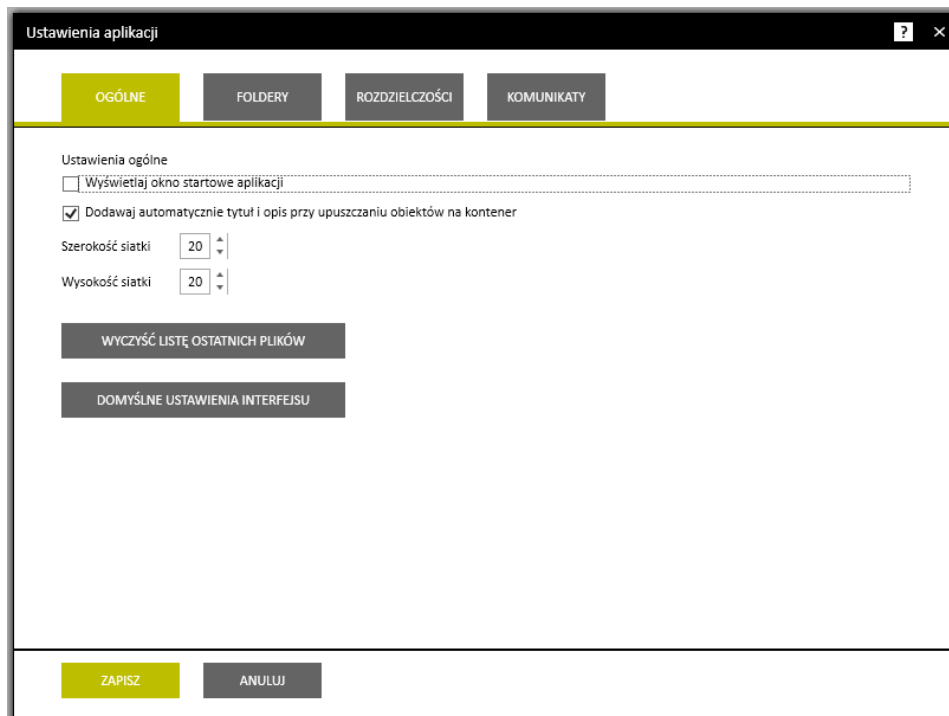 Ustawienia aplikacji ? ×
OGÓLNE FOLDERY ROZDZIELCZOŚCI KOMUNIKATY
Ustawienia ogólne
Wyświetlaj okno startowe aplikacji
Dodawaj automatycznie tytuł i opis przy upuszczaniu obiektów na kontener
Szerokość siatki 20
Wysokość siatki 20
WYCZYŚĆ LISTĘ OSTATNICH PLIKÓW
DOMYŚLNE USTAWIENIA INTERFEJSU
ZAPISZ ANULUJ